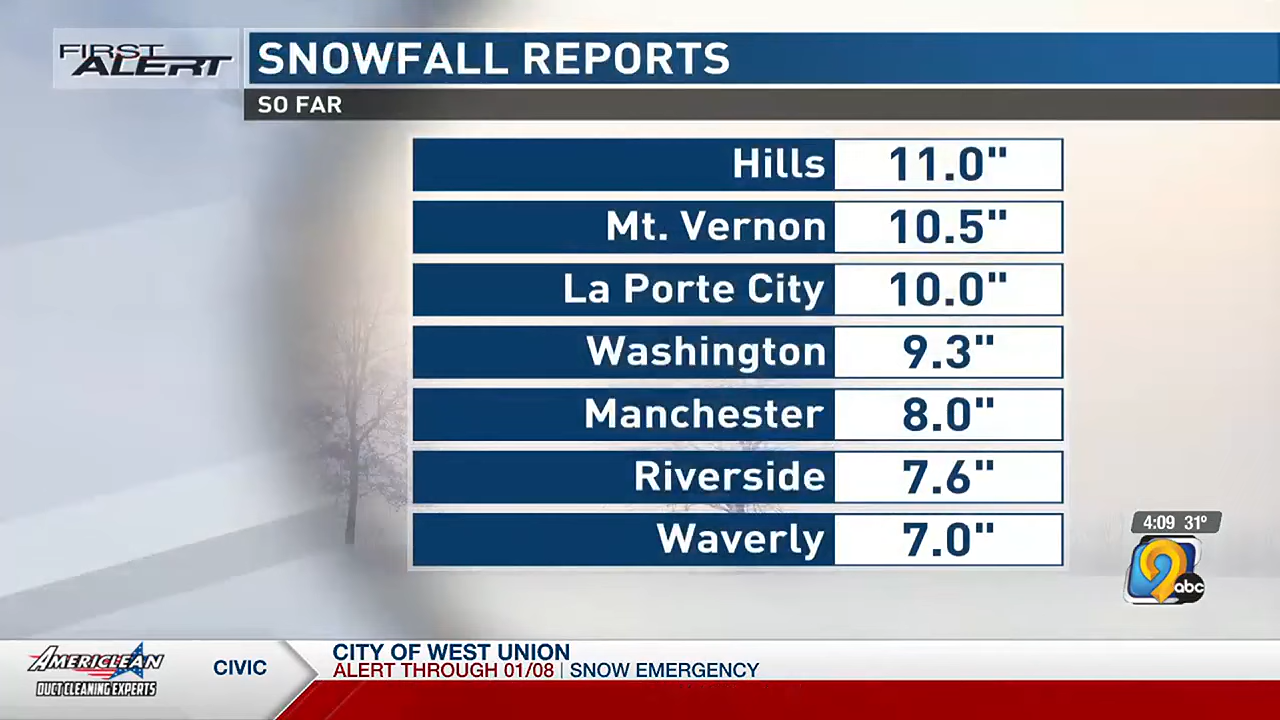 FIRST
ALERT
SNOWFALL REPORTS
SO FAR
Hills 11.0"
Mt. Vernon 10.5"
La Porte City 10.0"
Washington 9.3"
Manchester 8.0"
Riverside 7.6"
Waverly 7.0"
4:09 31°
9
abc
AMERICLEAN
DUCT CLEANING EXPERTS
CIVIC
CITY OF WEST UNION
ALERT THROUGH 01/08 | SNOW EMERGENCY